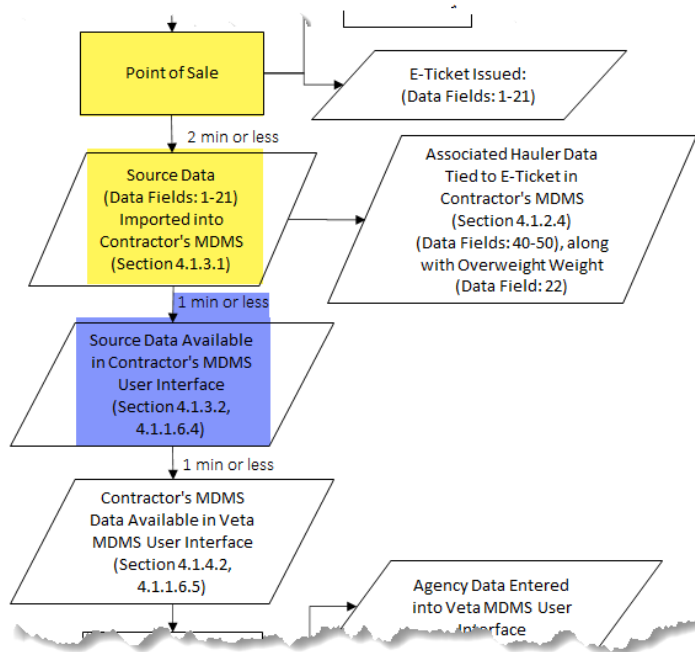 Point of Sale
E-Ticket Issued:
(Data Fields: 1-21)
2 min or less
Source Data
(Data Fields: 1-21)
Imported into
Contractor's MDMS
(Section 4.1.3.1)
Associated Hauler Data
Tied to E-Ticket in
Contractor's MDMS
(Section 4.1.2.4)
(Data Fields: 40-50), along
with Overweight Weight
(Data Field: 22)
1 min or less
Source Data Available
in Contractor's MDMS
User Interface
(Section 4.1.3.2,
4.1.1.6.4)
1 min or less
Contractor's MDMS
Data Available in Veta
MDMS User Interface
(Section 4.1.4.2,
4.1.1.6.5)
Agency Data Entered
into Veta MDMS User
Interface